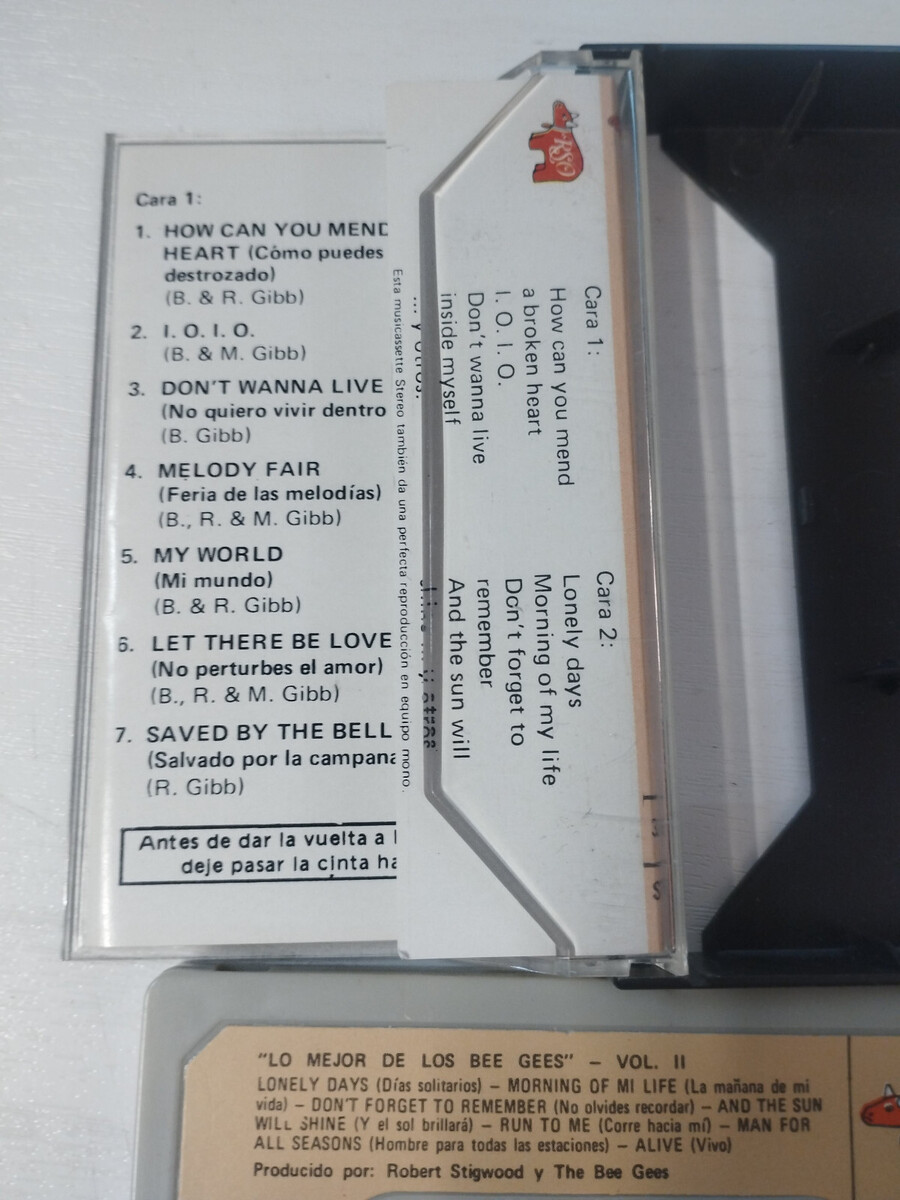 Cara 1:
1. HOW CAN YOU MEND
HEART (Còmo puedes
destrozado)
(B. & R. Gibb)
2. I. O. I. O.
(B. & M. Gibb)
3. DON'T WANNA LIVE
(No quiero vivir dentro
(B. Gibb)
4. MELODY FAIR
(Feria de las melodías)
(B., R. & M. Gibb)
5. MY WORLD
(Mi mundo)
(B. & R. Gibb)
6. LET THERE BE LOVE
(No perturbes el amor)
(B., R. & M. Gibb)
7. SAVED BY THE BELL
(Salvado por la campana
(R. Gibb)
Antes de dar la vuelta a
deje pasar la cinta
Esta musicassette Stereo también da una perfecta reproducción en equipo mono.
RSO
Cara 1:
How can you mend
a broken heart
I. O. I. O.
Don't wanna live
inside myself
... y otros.
Cara 2:
Lonely days
Morning of my life
Don't forget to
remember
And the sun will
shine ... y otros
"LO MEJOR DE LOS BEE GEES" – VOL. II
LONELY DAYS (Días solitarios) – MORNING OF MI LIFE (La mañana de mi
vida) – DON'T FORGET TO REMEMBER (No olvides recordar) – AND THE SUN
WILL SHINE (Y el sol brillará) – RUN TO ME (Corre hacia mí) – MAN FOR
ALL SEASONS (Hombre para todas las estaciones) – ALIVE (Vivo)
Producido por: Robert Stigwood y The Bee Gees